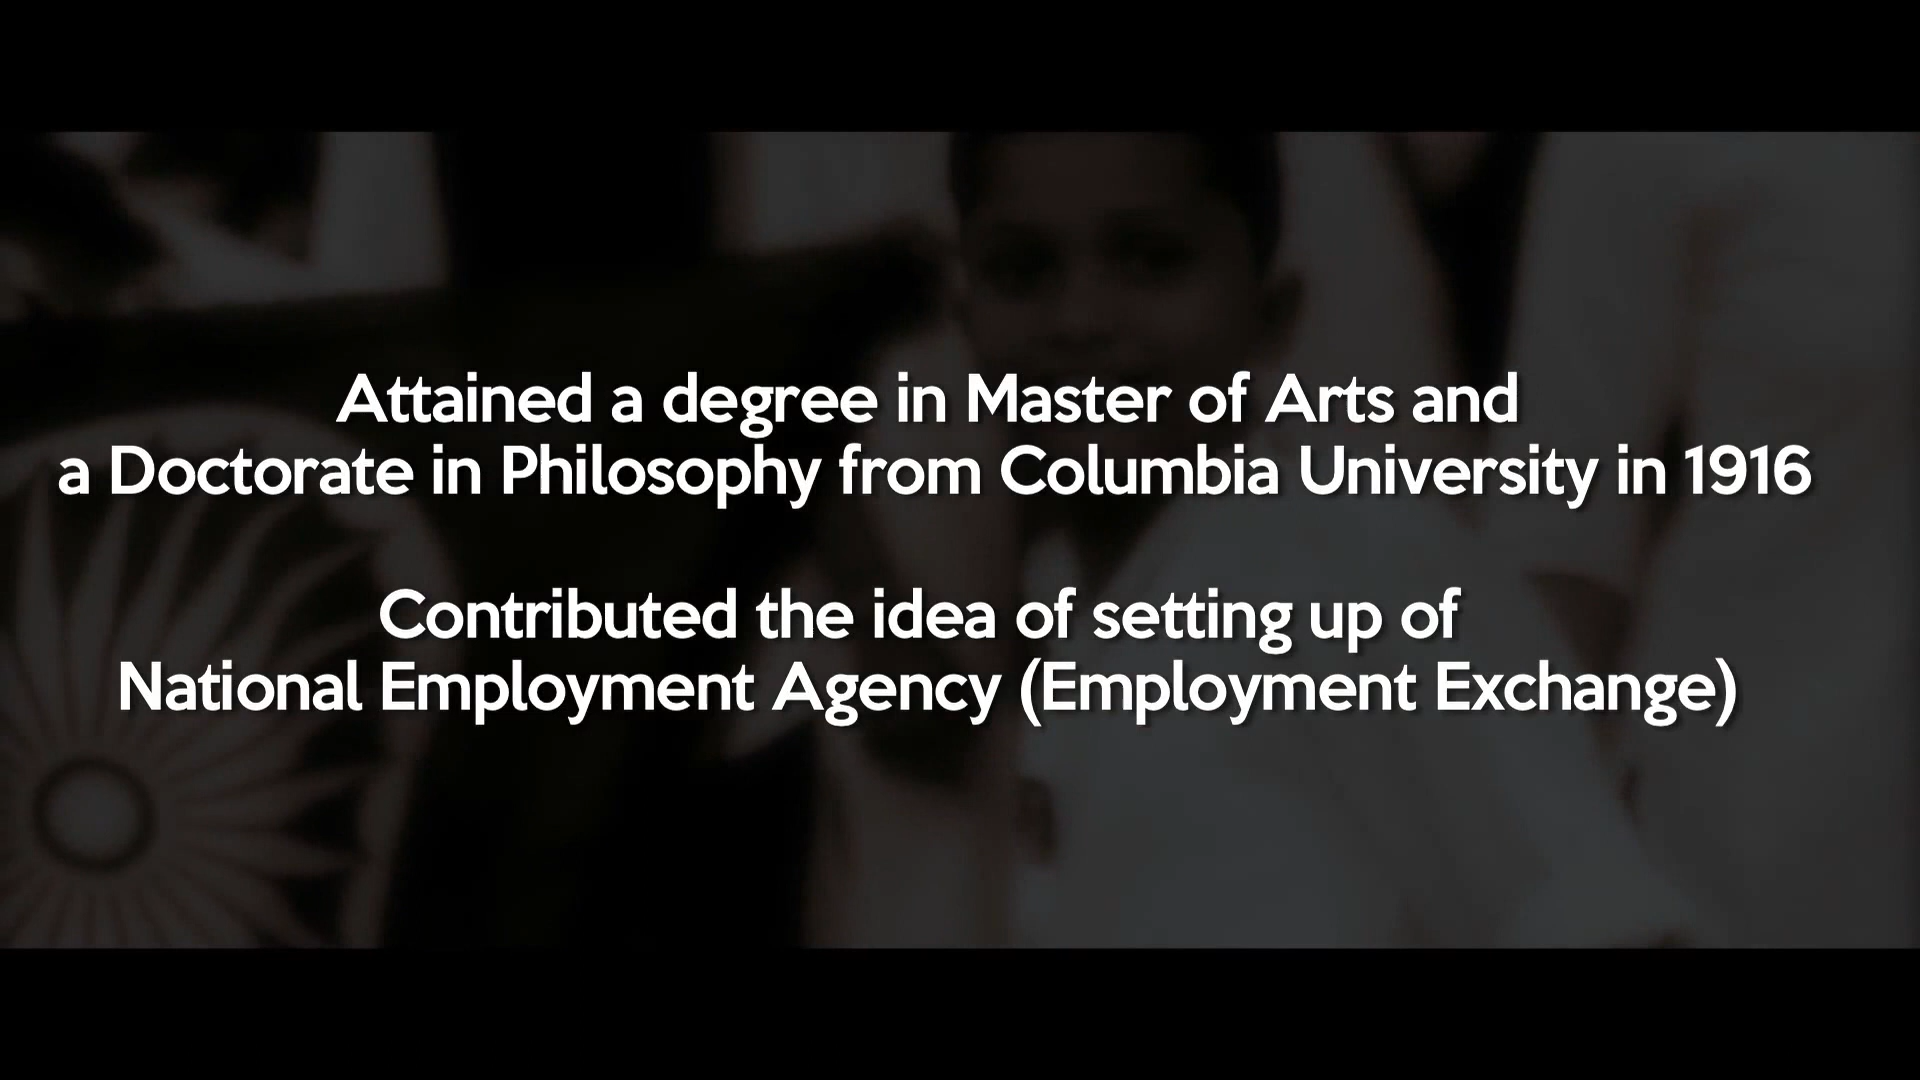 Attained a degree in Master of Arts and
a Doctorate in Philosophy from Columbia University in 1916
Contributed the idea of setting up of
National Employment Agency (Employment Exchange)